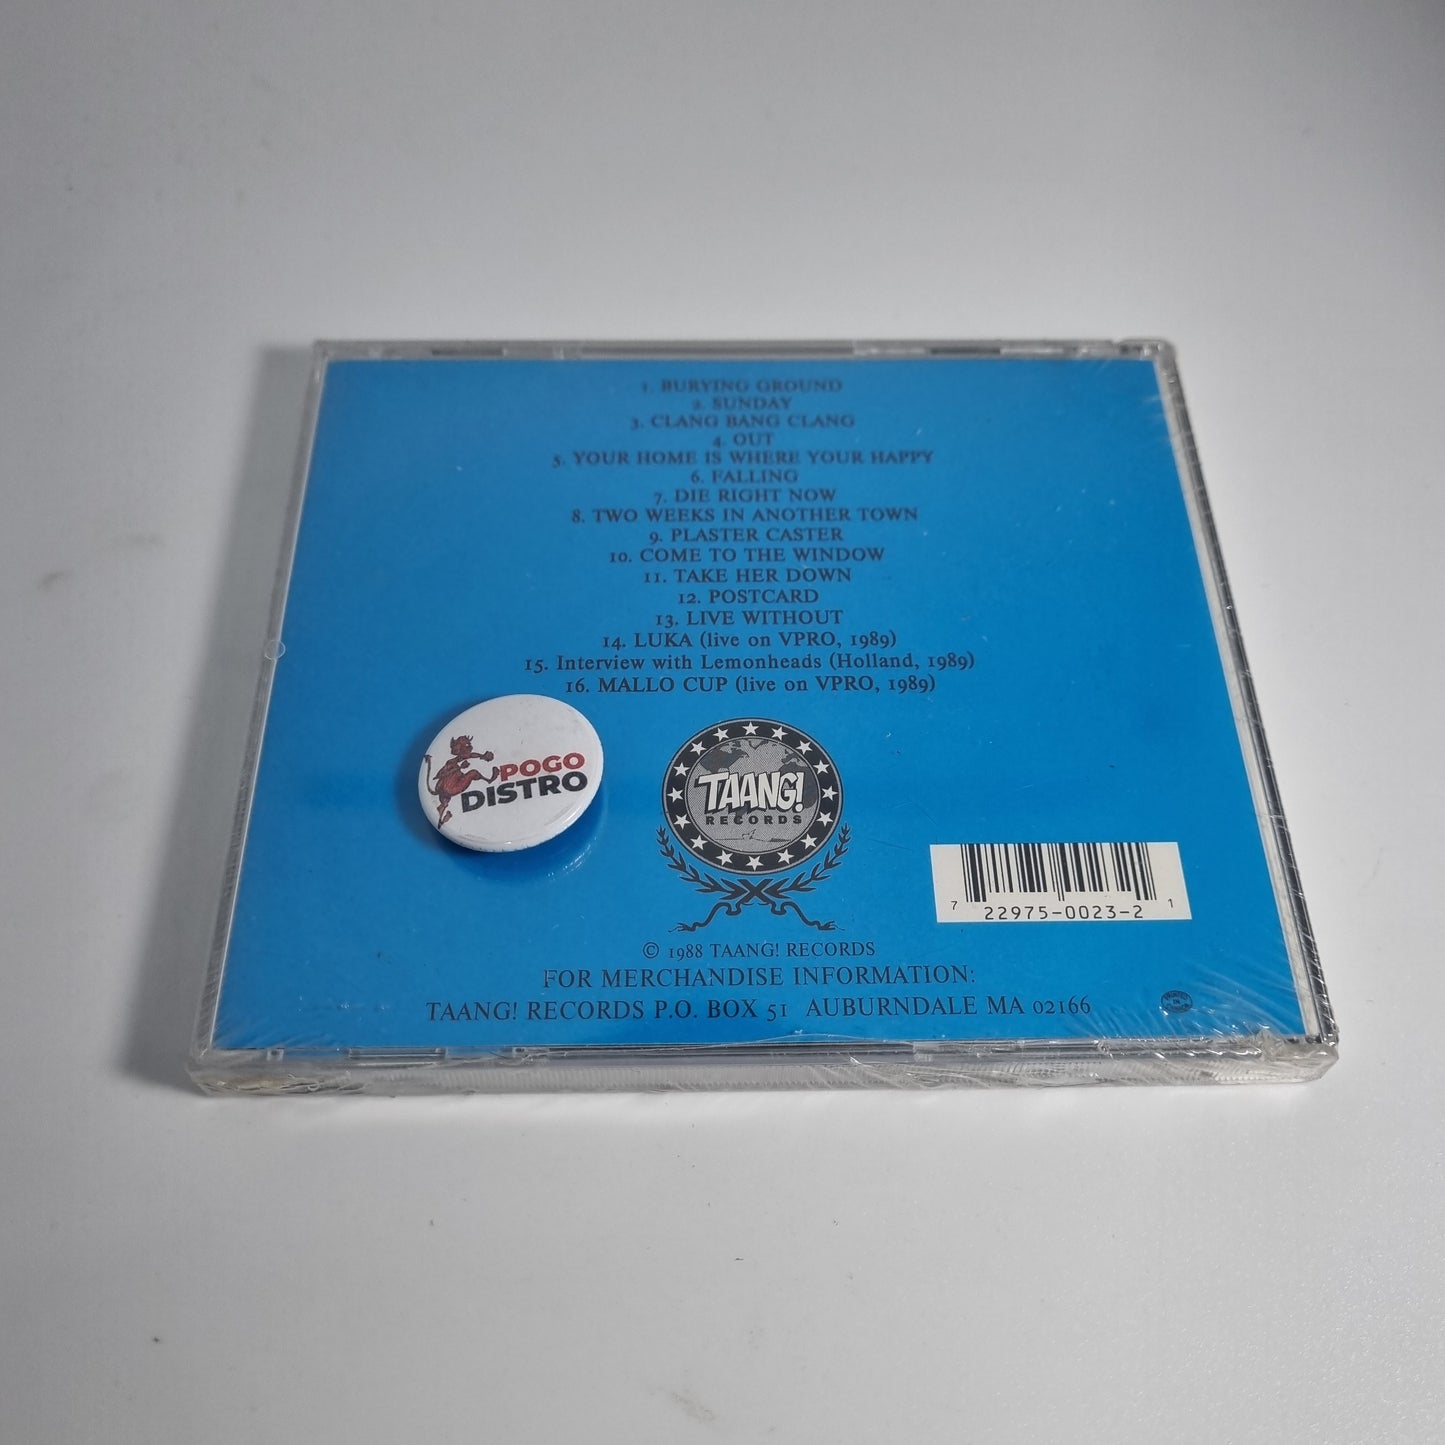 1. BURYING GROUND
2. SUNDAY
3. CLANG BANG CLANG
4. OUT
5. YOUR HOME IS WHERE YOUR HAPPY
6. FALLING
7. DIE RIGHT NOW
8. TWO WEEKS IN ANOTHER TOWN
9. PLASTER CASTER
10. COME TO THE WINDOW
11. TAKE HER DOWN
12. POSTCARD
13. LIVE WITHOUT
14. LUKA (live on VPRO, 1989)
15. Interview with Lemonheads (Holland, 1989)
16. MALLO CUP (live on VPRO, 1989)
POGO
DISTRO
TAANG!
RECORDS
7 22975-0023-2 1
© 1988 TAANG! RECORDS
FOR MERCHANDISE INFORMATION:
TAANG! RECORDS P.O. BOX 51 AUBURNDALE MA 02166